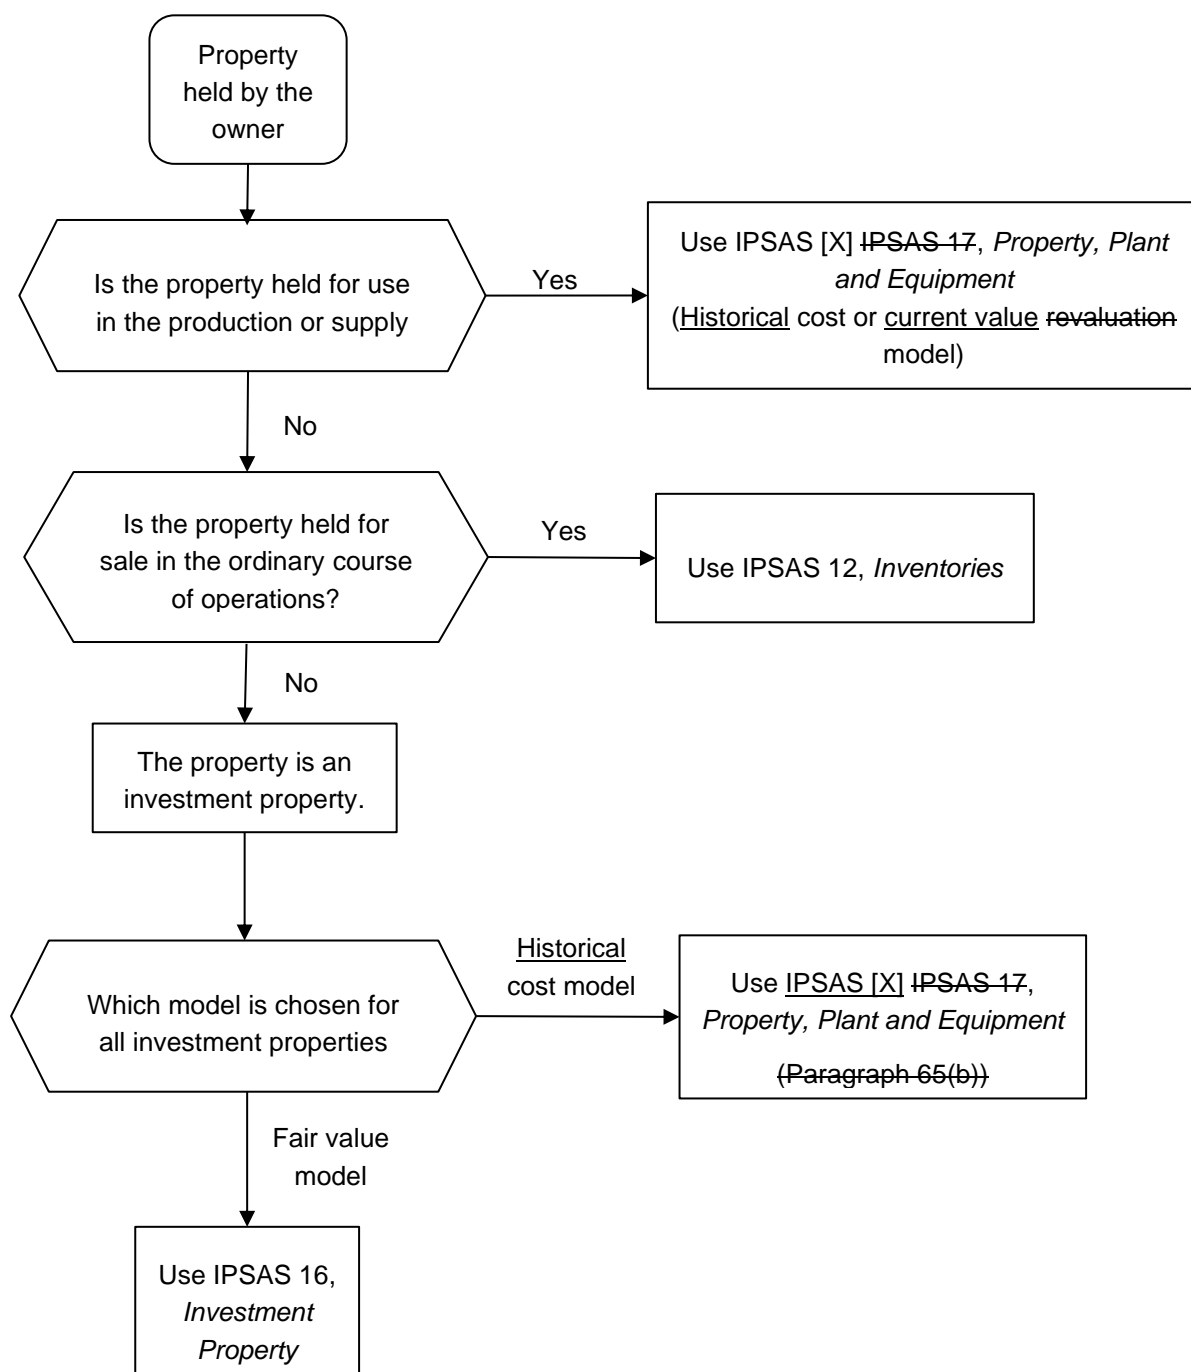 Property
held by the
owner
Is the property held for use
in the production or supply
Yes
Use IPSAS [X] IPSAS 17, Property, Plant
and Equipment
(Historical cost or current value revaluation
model)
No
Is the property held for
sale in the ordinary course
of operations?
Yes
Use IPSAS 12, Inventories
No
The property is an
investment property.
Which model is chosen for
all investment properties
Historical
cost model
Use IPSAS [X] IPSAS 17,
Property, Plant and Equipment
(Paragraph 65(b))
Fair value
model
Use IPSAS 16,
Investment
Property